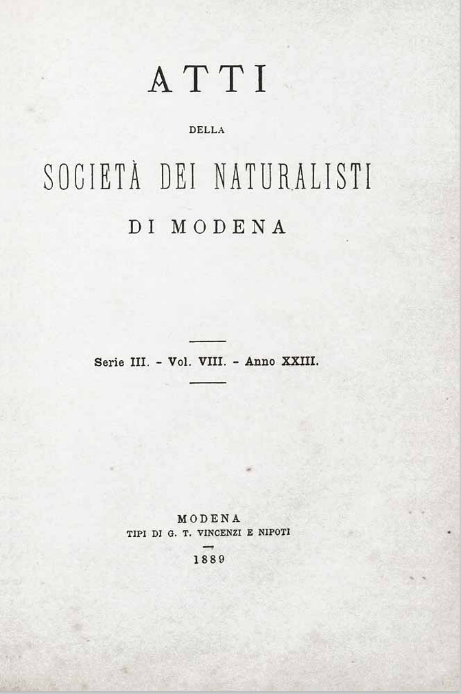 ATTI
DELLA
SOCIETÀ DEI NATURALISTI
DI MODENA
Serie III. - Vol. VIII. - Anno XXIII.
MODENA
TIPI DI G. T. VINCENZI E NIPOTI
1889